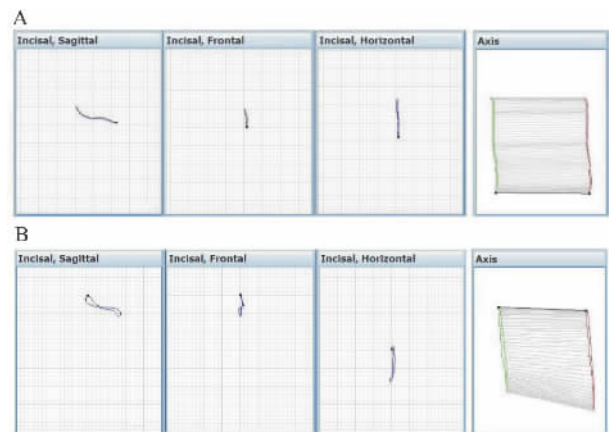 A
Incisal, Sagittal
Incisal, Frontal
Incisal, Horizontal
Axis
B
Incisal, Sagittal
Incisal, Frontal
Incisal, Horizontal
Axis